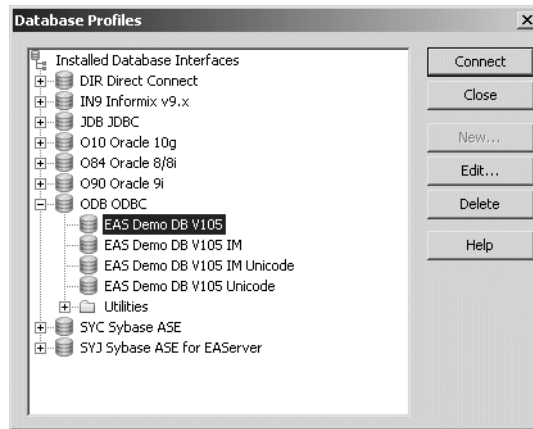 Database Profiles
Installed Database Interfaces
DIR Direct Connect
IN9 Informix v9.x
JDB JDBC
O10 Oracle 10g
O84 Oracle 8/8i
O90 Oracle 9i
ODB ODBC
EAS Demo DB V105
EAS Demo DB V105 IM
EAS Demo DB V105 IM Unicode
EAS Demo DB V105 Unicode
Utilities
SYC Sybase ASE
SYJ Sybase ASE for EAServer
Connect
Close
New...
Edit...
Delete
Help